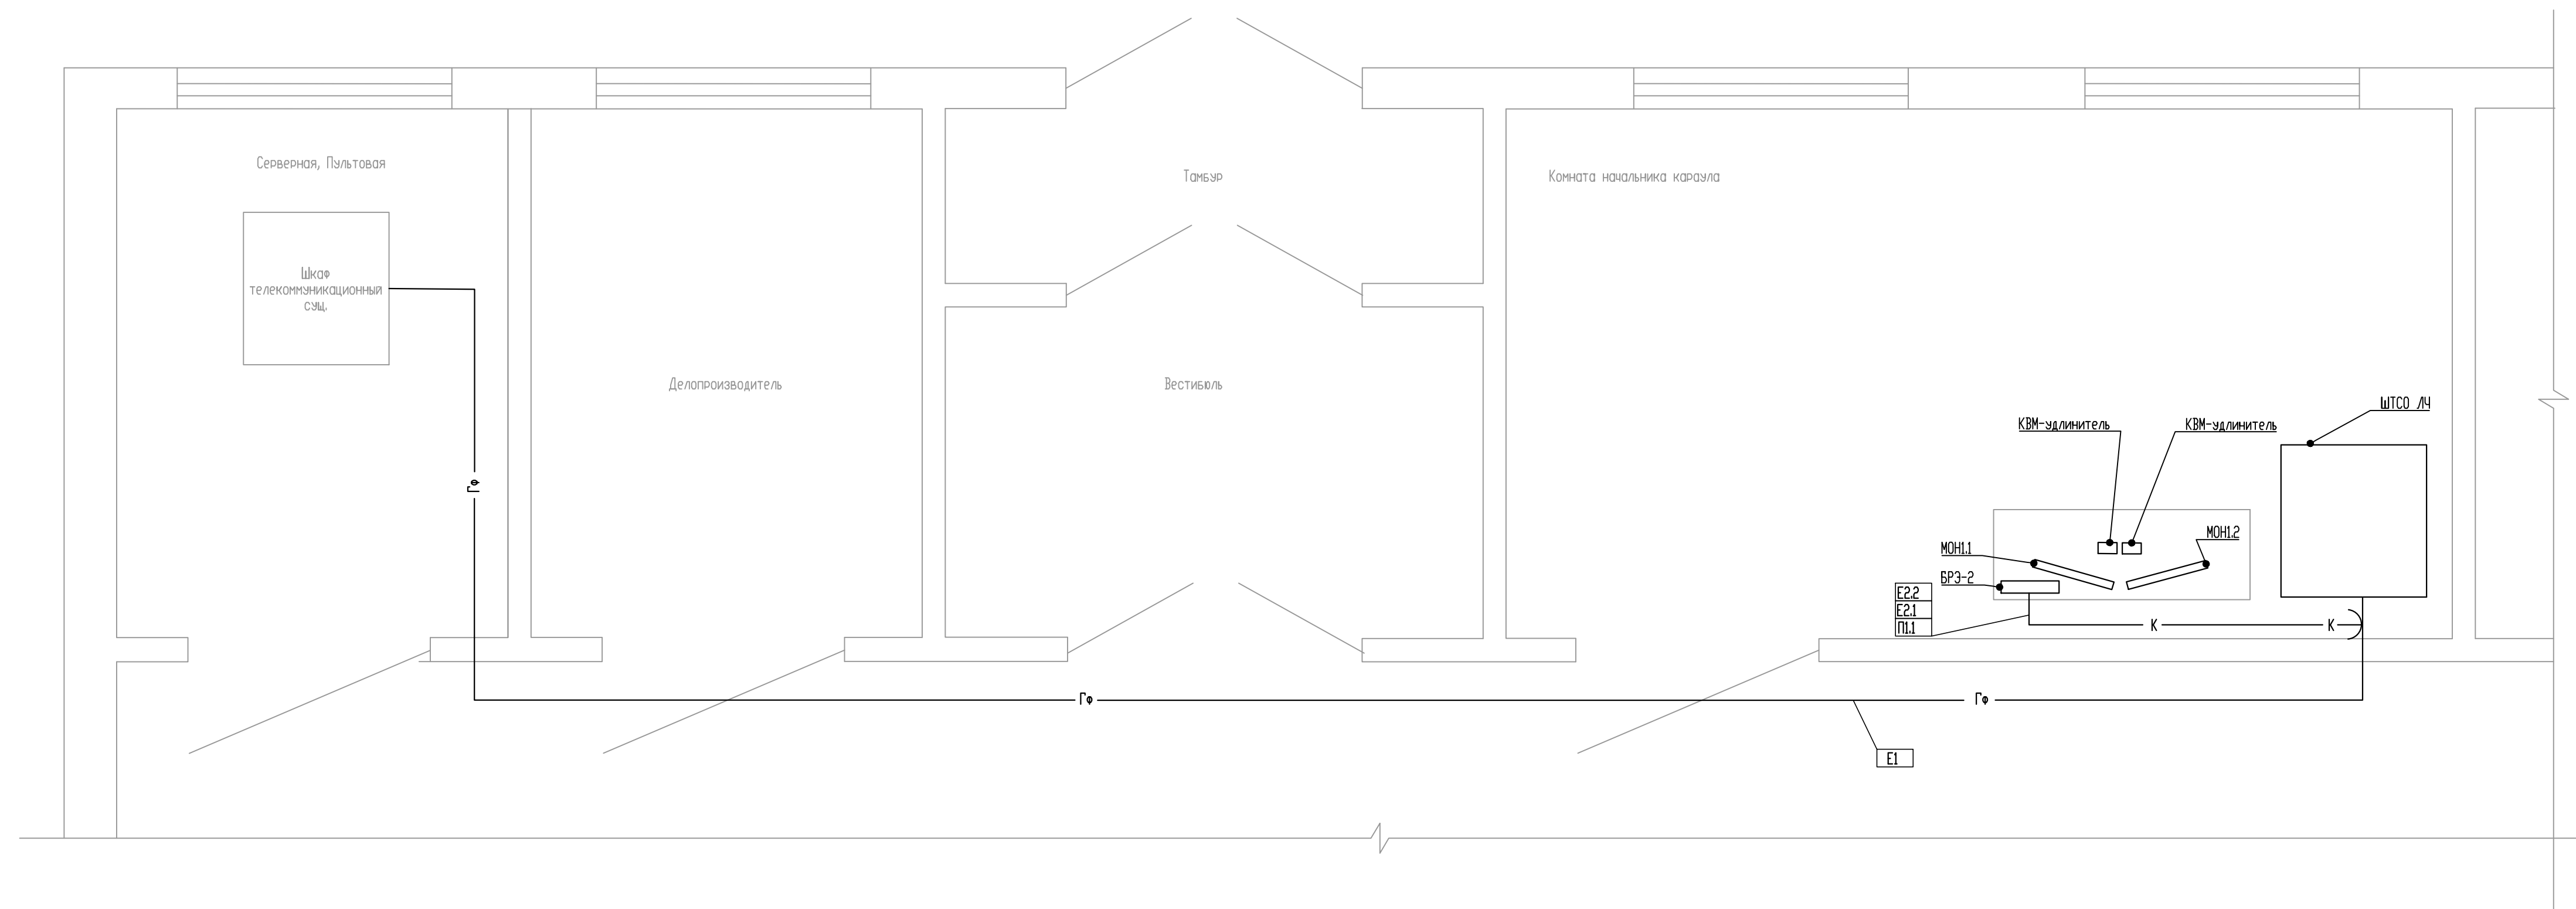 Серверная, Пультовая
Тамбур
Комната начальника караула
Шкаф
телекоммуникационный
сущ.
Делопроизводитель
Вестибюль
ШТСО ЛЧ
КВМ-удлинитель
КВМ-удлинитель
Гф
МОН1.2
МОН1.1
БРЭ-2
Е2.2
Е2.1
П1.1
К
К
Гф
Гф
Е1